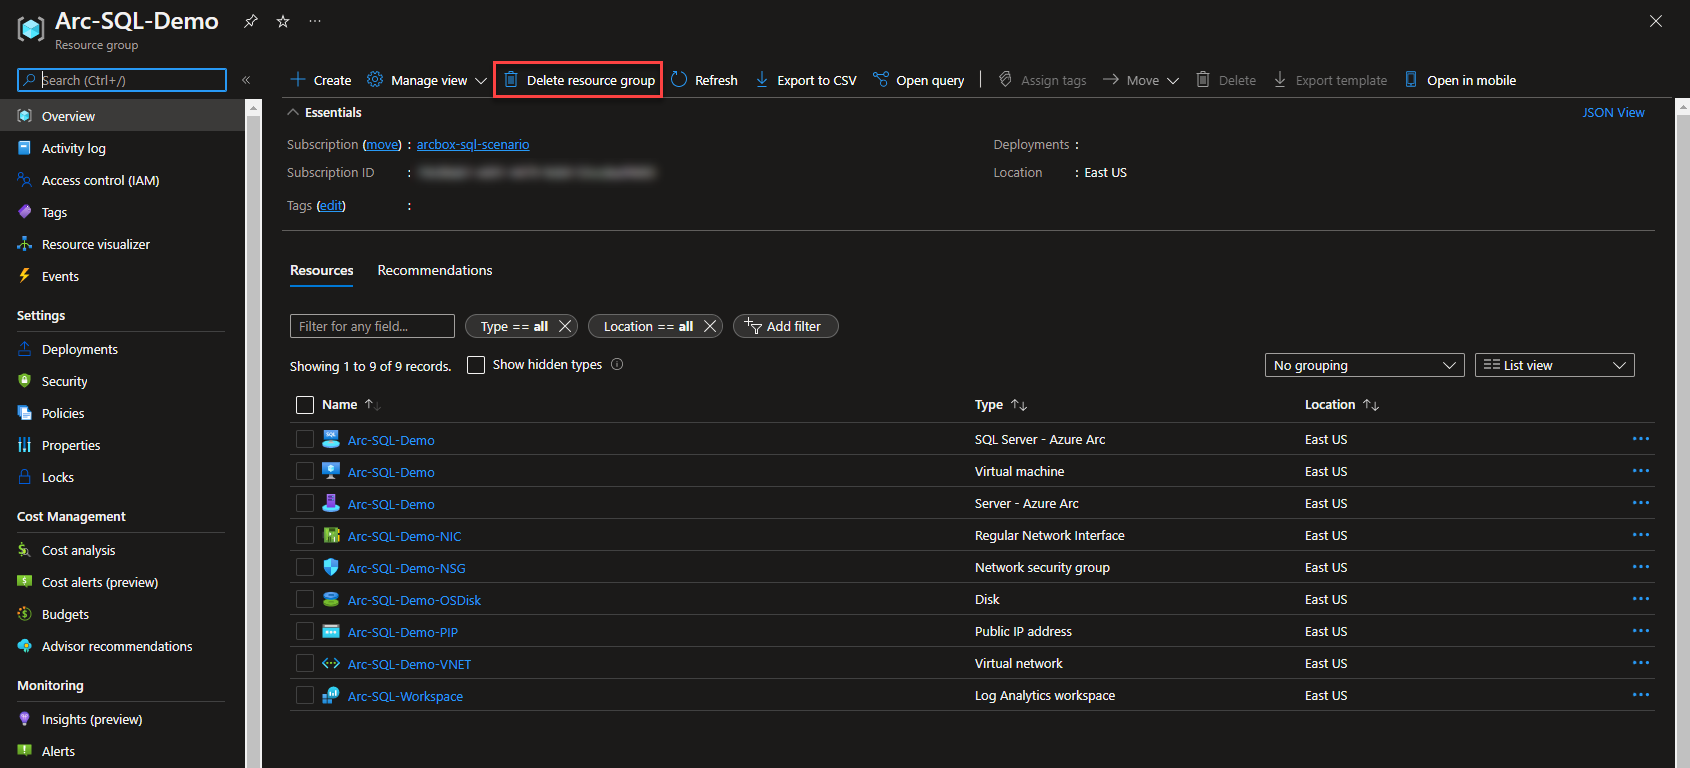 Arc-SQL-Demo
Resource group
Search (Ctrl+/)
Overview
Activity log
Access control (IAM)
Tags
Resource visualizer
Events
Settings
Deployments
Security
Policies
Properties
Locks
Cost Management
Cost analysis
Cost alerts (preview)
Budgets
Advisor recommendations
Monitoring
Insights (preview)
Alerts
Create Manage view Delete resource group Refresh Export to CSV Open query Assign tags Move Delete Export template Open in mobile
Essentials JSON View
Subscription (move) : arcbox-sql-scenario Deployments :
Subscription ID : Location : East US
Tags (edit) :
Resources Recommendations
Filter for any field... Type == all Location == all Add filter
Showing 1 to 9 of 9 records. Show hidden types No grouping List view
Name Type Location
Arc-SQL-Demo SQL Server - Azure Arc East US
Arc-SQL-Demo Virtual machine East US
Arc-SQL-Demo Server - Azure Arc East US
Arc-SQL-Demo-NIC Regular Network Interface East US
Arc-SQL-Demo-NSG Network security group East US
Arc-SQL-Demo-OSDisk Disk East US
Arc-SQL-Demo-PIP Public IP address East US
Arc-SQL-Demo-VNET Virtual network East US
Arc-SQL-Workspace Log Analytics workspace East US